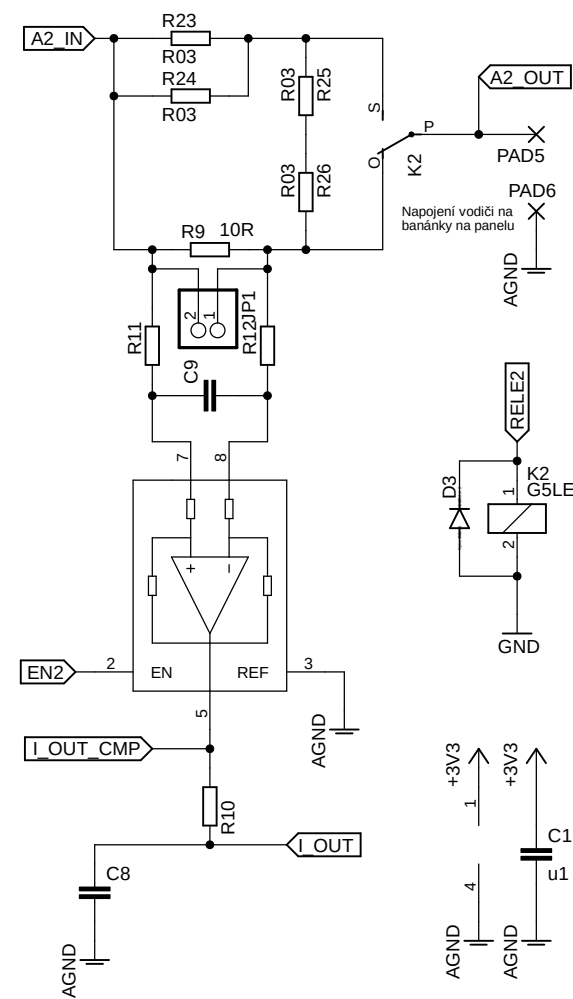 R23
A2_IN
R03
R24
R03
R03
R25
A2_OUT
S
P
O
K2
PAD5
R03
R26
PAD6
Napojení vodiči na
banánky na panelu
R9
10R
AGND
2
1
JP1
R11
R12
C9
RELE2
7
8
D3
1
K2
G5LE
2
+
–
GND
EN2
2
EN
REF
3
5
AGND
I_OUT_CMP
+3V3
+3V3
R10
1
I_OUT
C1
u1
C8
4
AGND
AGND
AGND